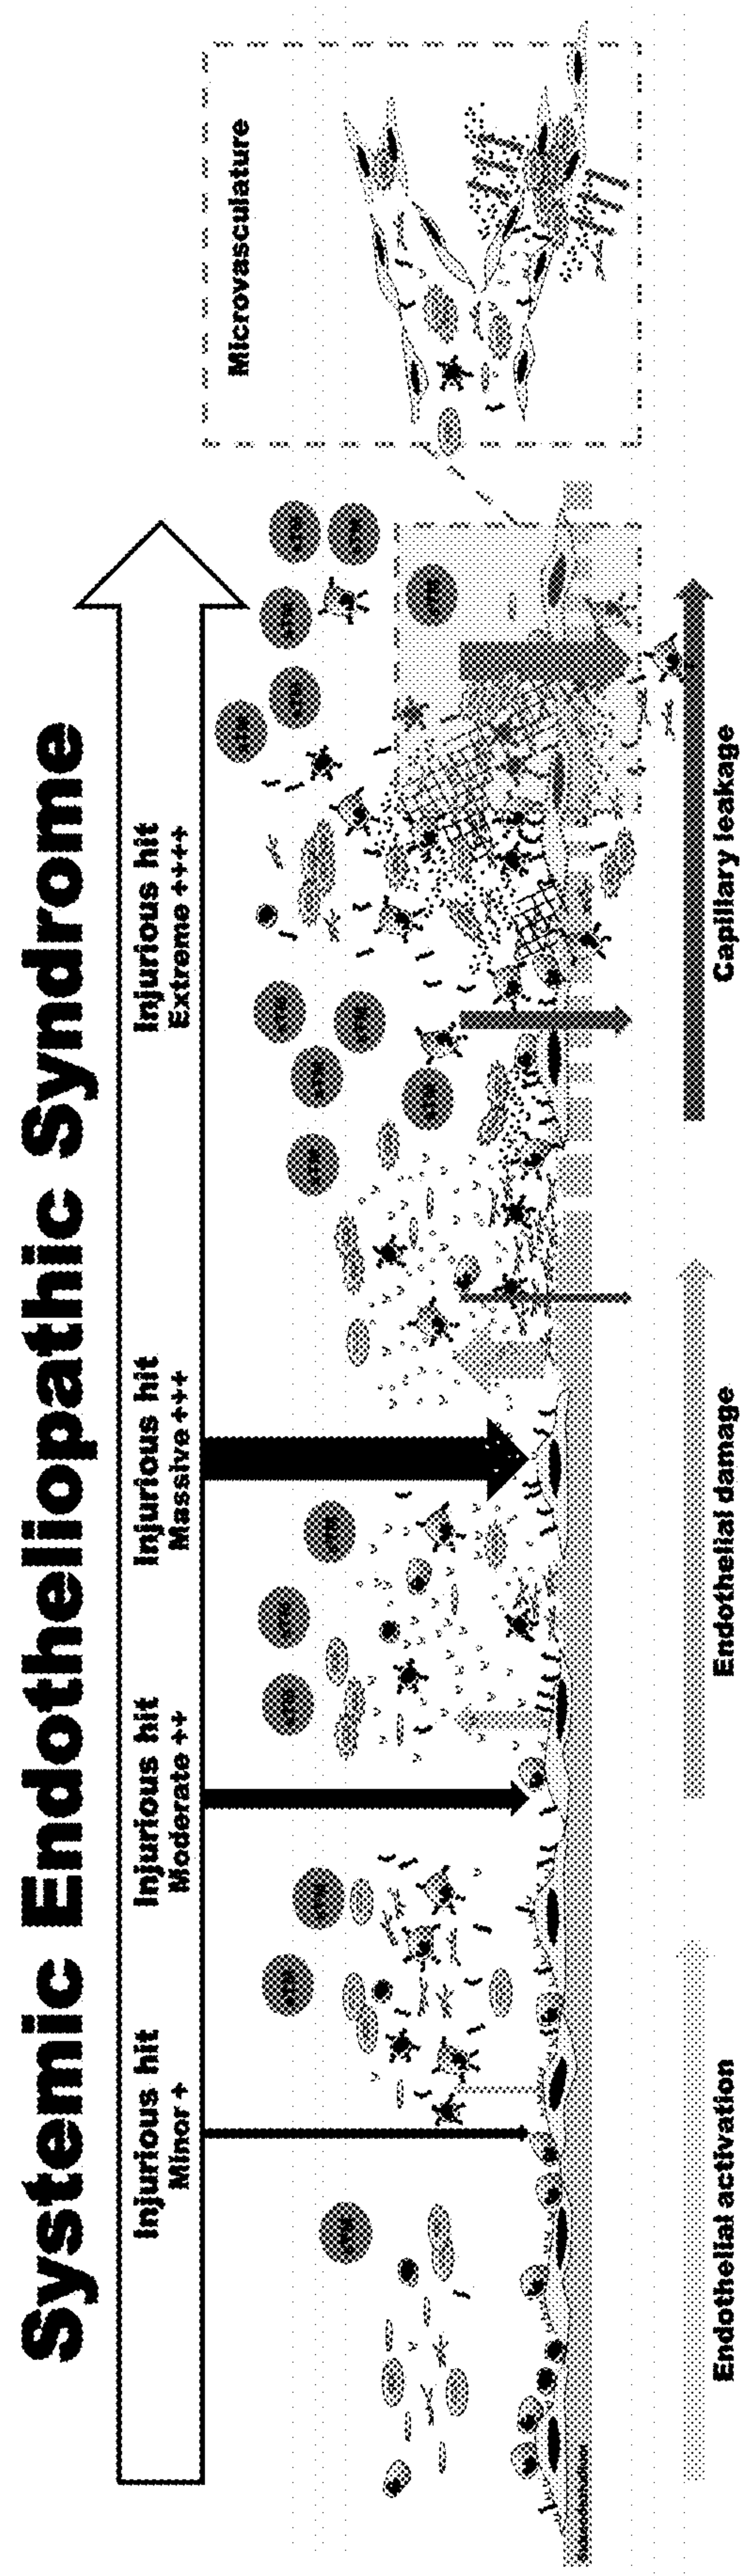 Systemic Endotheliopathic Syndrome
Injurious hit
Minor +
Injurious hit
Moderate ++
Injurious hit
Massive +++
Injurious hit
Extreme ++++
Microvasculature
Endothelial activation
Endothelial damage
Capillary leakage